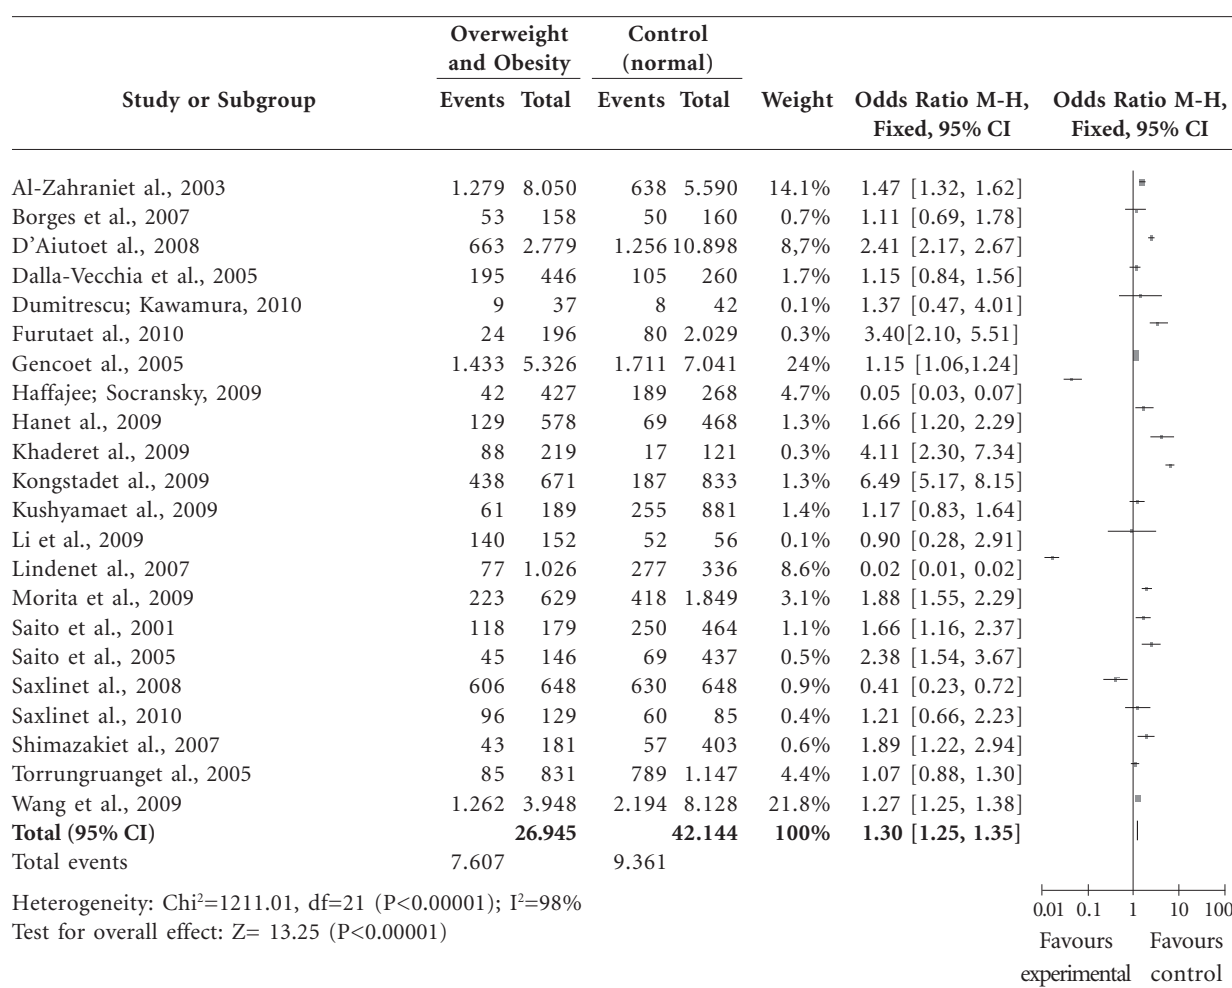 Overweight and Obesity
Control (normal)
Study or Subgroup Events Total Events Total Weight Odds Ratio M-H, Fixed, 95% CI Odds Ratio M-H, Fixed, 95% CI
Al-Zahraniet al., 2003 1.279 8.050 638 5.590 14.1% 1.47 [1.32, 1.62]
Borges et al., 2007 53 158 50 160 0.7% 1.11 [0.69, 1.78]
D’Aiutoet al., 2008 663 2.779 1.256 10.898 8,7% 2.41 [2.17, 2.67]
Dalla-Vecchia et al., 2005 195 446 105 260 1.7% 1.15 [0.84, 1.56]
Dumitrescu; Kawamura, 2010 9 37 8 42 0.1% 1.37 [0.47, 4.01]
Furutaet al., 2010 24 196 80 2.029 0.3% 3.40[2.10, 5.51]
Gencoet al., 2005 1.433 5.326 1.711 7.041 24% 1.15 [1.06,1.24]
Haffajee; Socransky, 2009 42 427 189 268 4.7% 0.05 [0.03, 0.07]
Hanet al., 2009 129 578 69 468 1.3% 1.66 [1.20, 2.29]
Khaderet al., 2009 88 219 17 121 0.3% 4.11 [2.30, 7.34]
Kongstadet al., 2009 438 671 187 833 1.3% 6.49 [5.17, 8.15]
Kushyamaet al., 2009 61 189 255 881 1.4% 1.17 [0.83, 1.64]
Li et al., 2009 140 152 52 56 0.1% 0.90 [0.28, 2.91]
Lindenet al., 2007 77 1.026 277 336 8.6% 0.02 [0.01, 0.02]
Morita et al., 2009 223 629 418 1.849 3.1% 1.88 [1.55, 2.29]
Saito et al., 2001 118 179 250 464 1.1% 1.66 [1.16, 2.37]
Saito et al., 2005 45 146 69 437 0.5% 2.38 [1.54, 3.67]
Saxlinet al., 2008 606 648 630 648 0.9% 0.41 [0.23, 0.72]
Saxlinet al., 2010 96 129 60 85 0.4% 1.21 [0.66, 2.23]
Shimazakiet al., 2007 43 181 57 403 0.6% 1.89 [1.22, 2.94]
Torrungruanget al., 2005 85 831 789 1.147 4.4% 1.07 [0.88, 1.30]
Wang et al., 2009 1.262 3.948 2.194 8.128 21.8% 1.27 [1.25, 1.38]
Total (95% CI) 26.945 42.144 100% 1.30 [1.25, 1.35]
Total events 7.607 9.361
Heterogeneity: Chi²=1211.01, df=21 (P<0.00001); I²=98%
Test for overall effect: Z= 13.25 (P<0.00001)
0.01 0.1 1 10 100
Favours experimental
Favours control